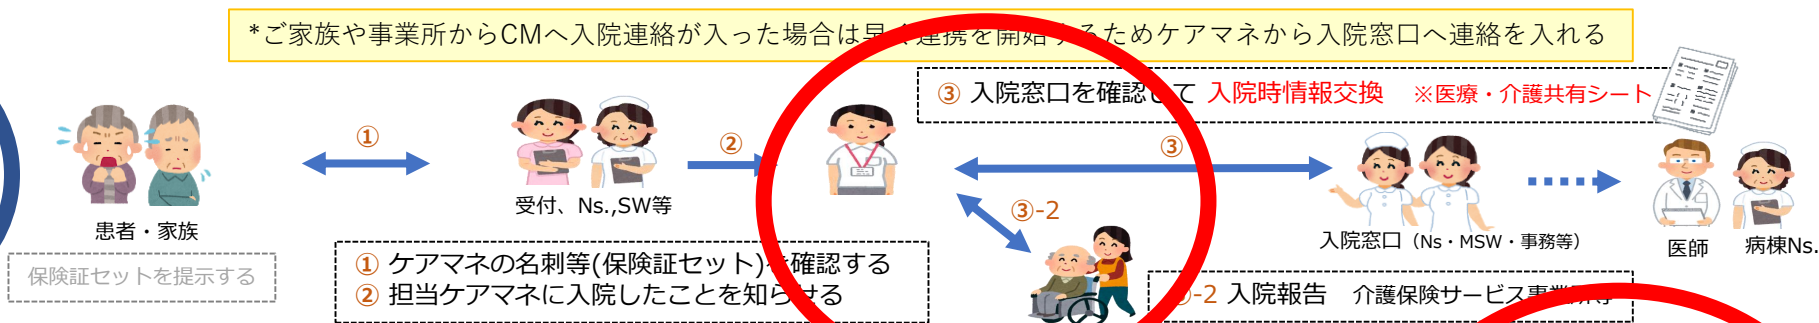 *ご家族や事業所からCMへ入院連絡が入った場合は早く連携を開始するためケアマネから入院窓口へ連絡を入れる
③ 入院窓口を確認して 入院時情報交換 ※医療・介護共有シート
①
②
③
③-2
患者・家族
保険証セットを提示する
受付、Ns.,SW等
① ケアマネの名刺等(保険証セット)を確認する
② 担当ケアマネに入院したことを知らせる
入院窓口（Ns・MSW・事務等）
医師
病棟Ns.
-2 入院報告 介護保険サービス事業所